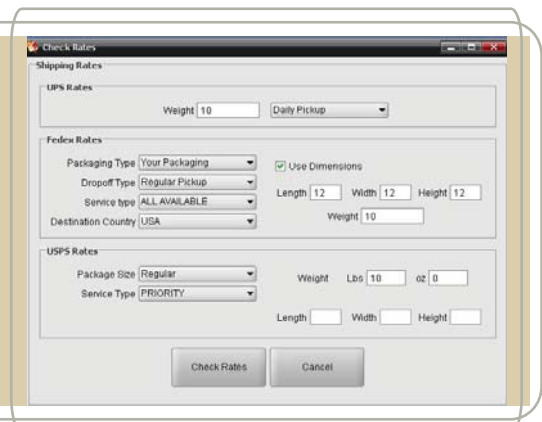 Check Rates
Shipping Rates
UPS Rates
Weight 10 Daily Pickup
Fedex Rates
Packaging Type Your Packaging Use Dimensions
Dropoff Type Regular Pickup
Length 12 Width 12 Height 12
Service type ALL AVAILABLE
Weight 10
Destination Country USA
USPS Rates
Package Size Regular Weight Lbs 10 oz 0
Service Type PRIORITY
Length Width Height
Check Rates Cancel